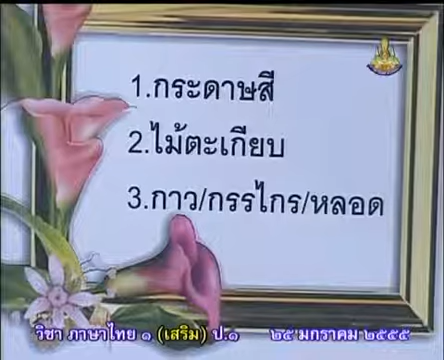 1.กระดาษสี
2.ไม้ตะเกียบ
3.กาว/กรรไกร/หลอด
วิชา ภาษาไทย ๑ (เสริม) ป.๑ ๒๕ มกราคม ๒๕๕๕